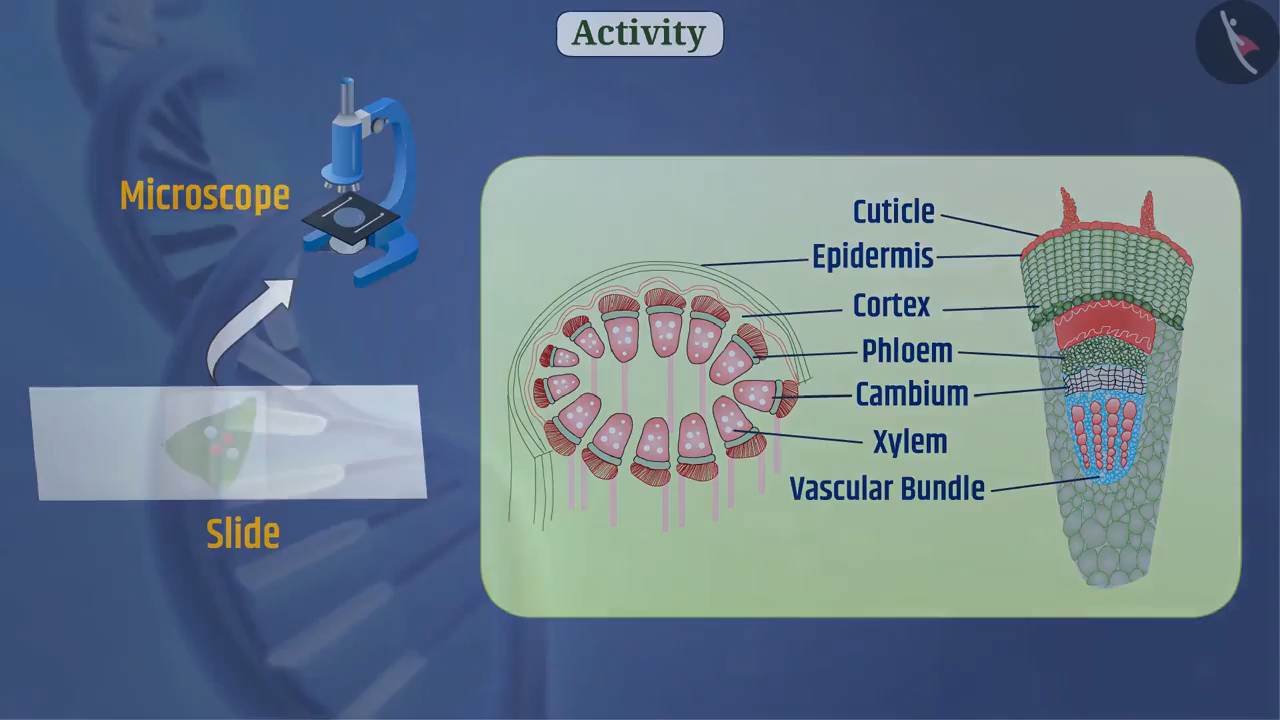 Activity
Microscope
Slide
Cuticle
Epidermis
Cortex
Phloem
Cambium
Xylem
Vascular Bundle